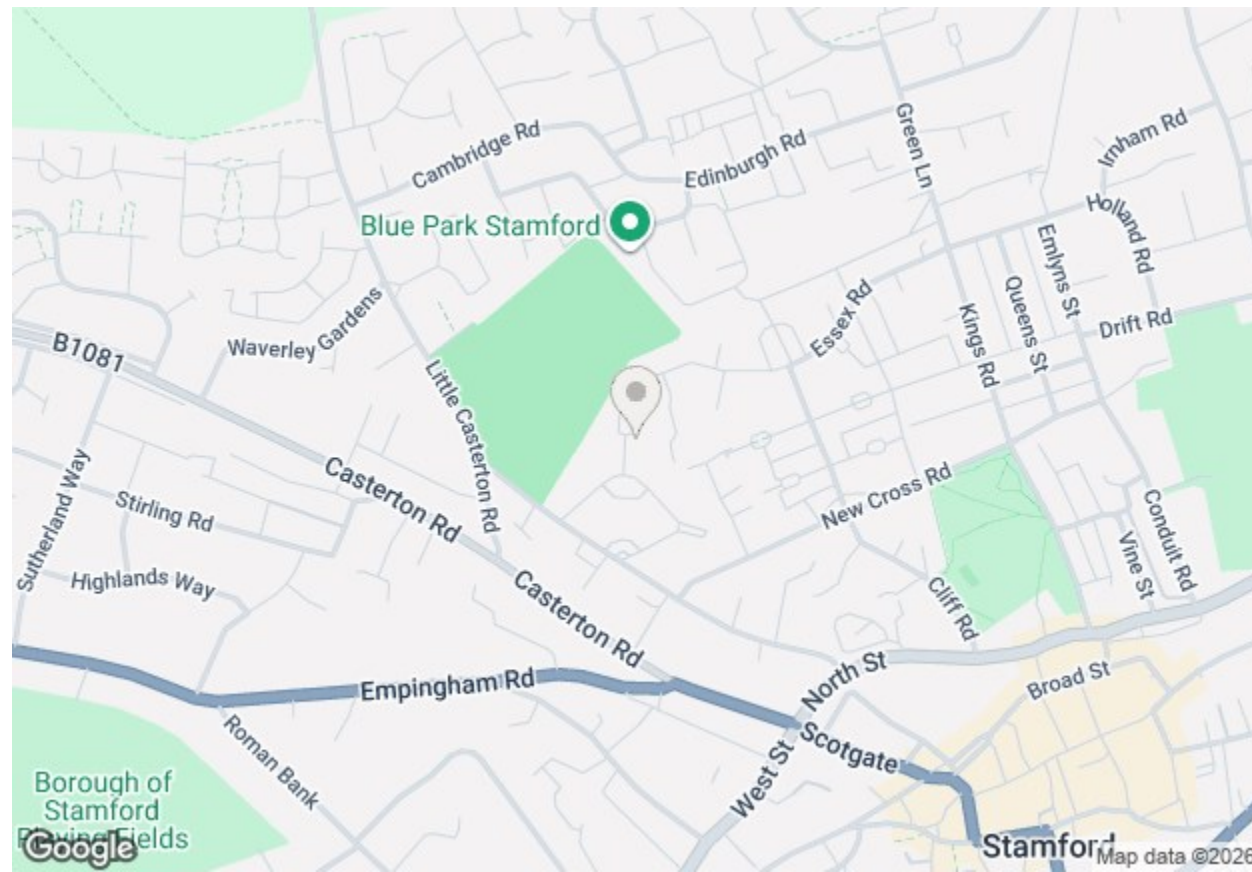 Cambridge Rd
Edinburgh Rd
Green Ln
Irnham Rd
Blue Park Stamford
Holland Rd
Emlyns St
Queens St
Essex Rd
Kings Rd
Drift Rd
Waverley Gardens
B1081
Little Casterton Rd
Casterton Rd
New Cross Rd
Sutherland Way
Stirling Rd
Conduit Rd
Vine St
Highlands Way
Casterton Rd
Cliff Rd
North St
Broad St
Empingham Rd
Roman Bank
West St
Scotgate
Borough of
Stamford
Playing Fields
Google
Stamford
Map data ©2026